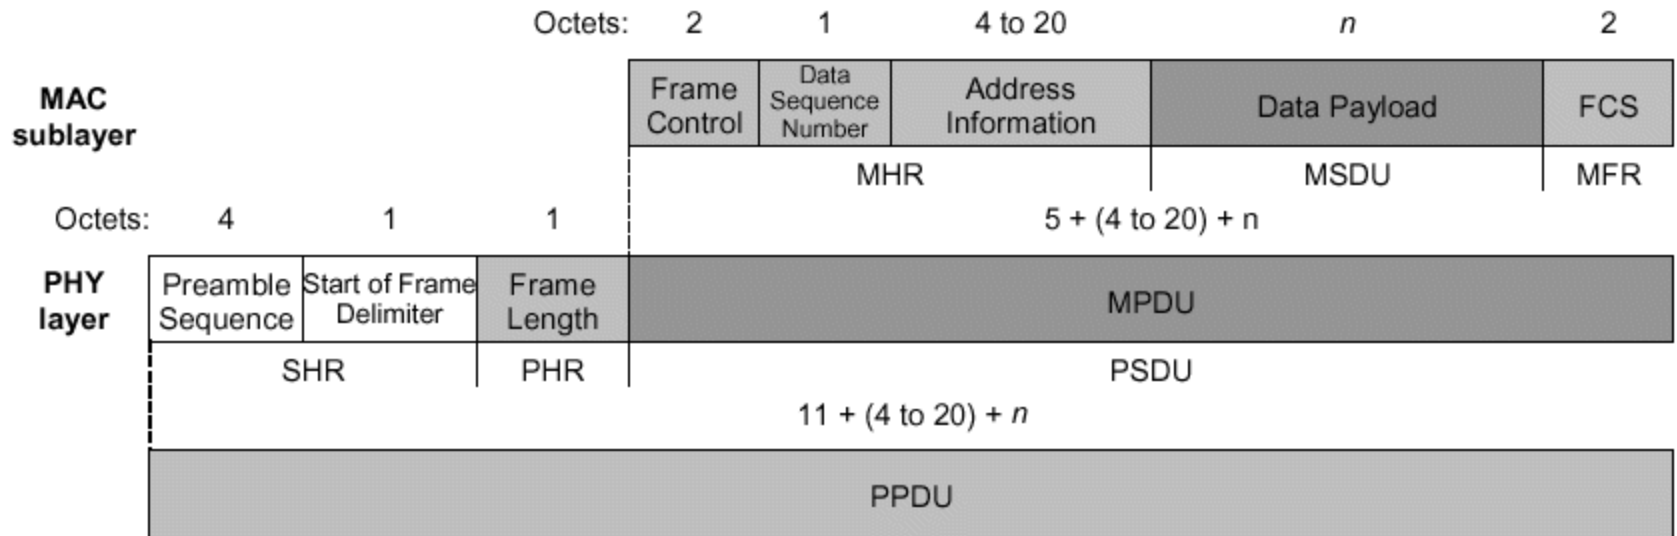 Octets: 2 1 4 to 20 n 2
MAC
sublayer
Frame
Control
Data
Sequence
Number
Address
Information
Data Payload
FCS
MHR MSDU MFR
Octets: 4 1 1 5 + (4 to 20) + n
PHY
layer
Preamble
Sequence
Start of Frame
Delimiter
Frame
Length
MPDU
SHR PHR PSDU
11 + (4 to 20) + n
PPDU